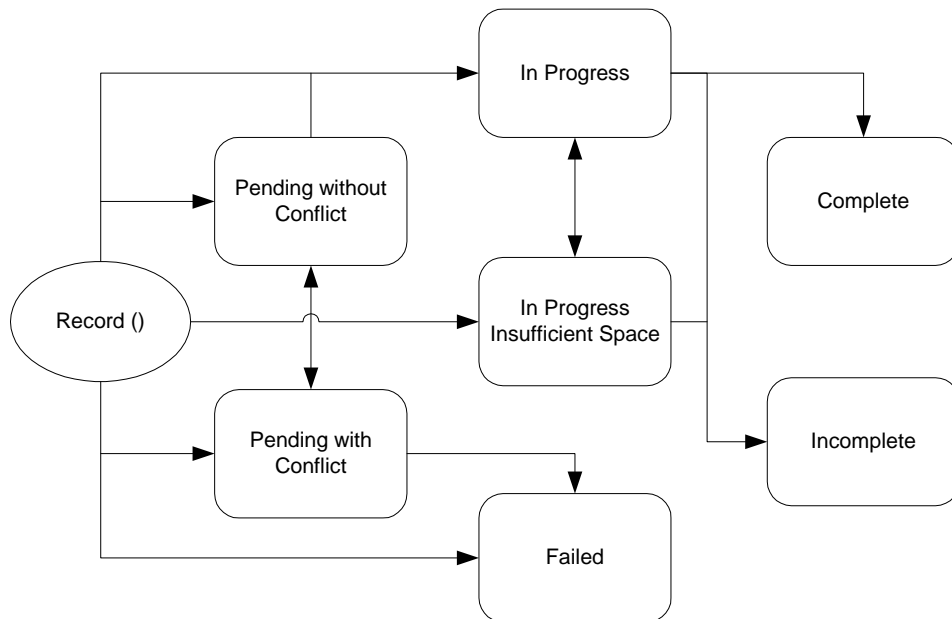 In Progress
Pending without
Conflict
Complete
Record ()
In Progress
Insufficient Space
Pending with
Conflict
Incomplete
Failed